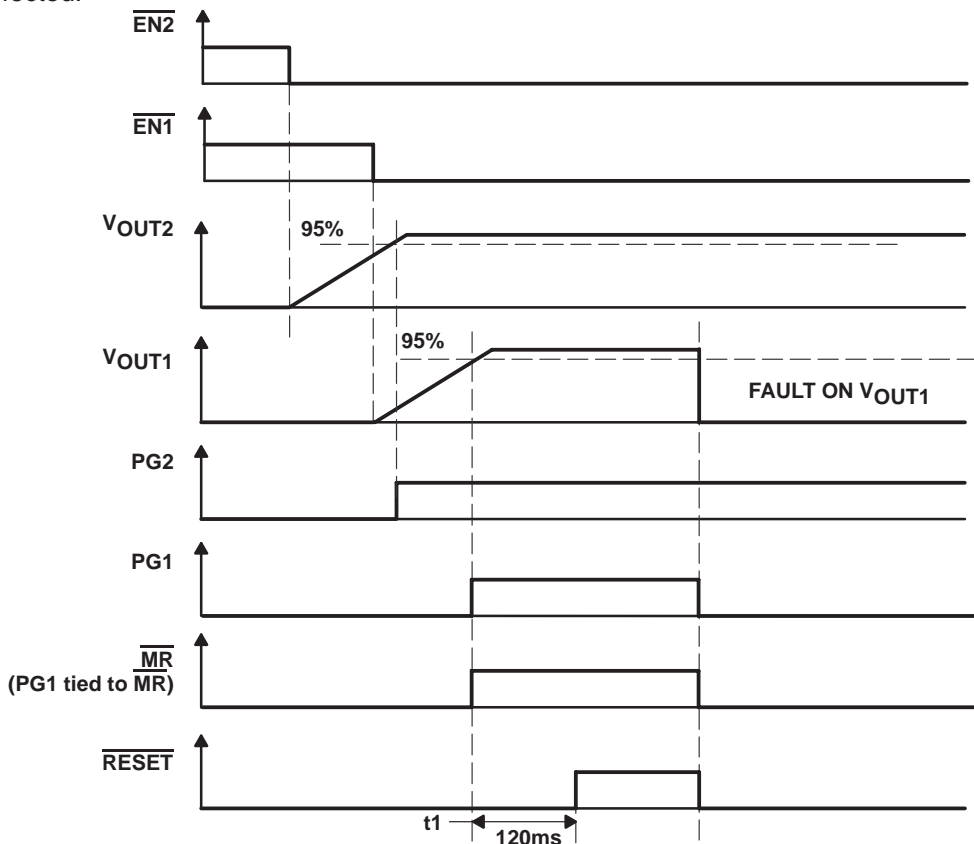 EN2
EN1
VOUT2
95%
VOUT1
95%
FAULT ON VOUT1
PG2
PG1
MR
(PG1 tied to MR)
RESET
t1
120ms